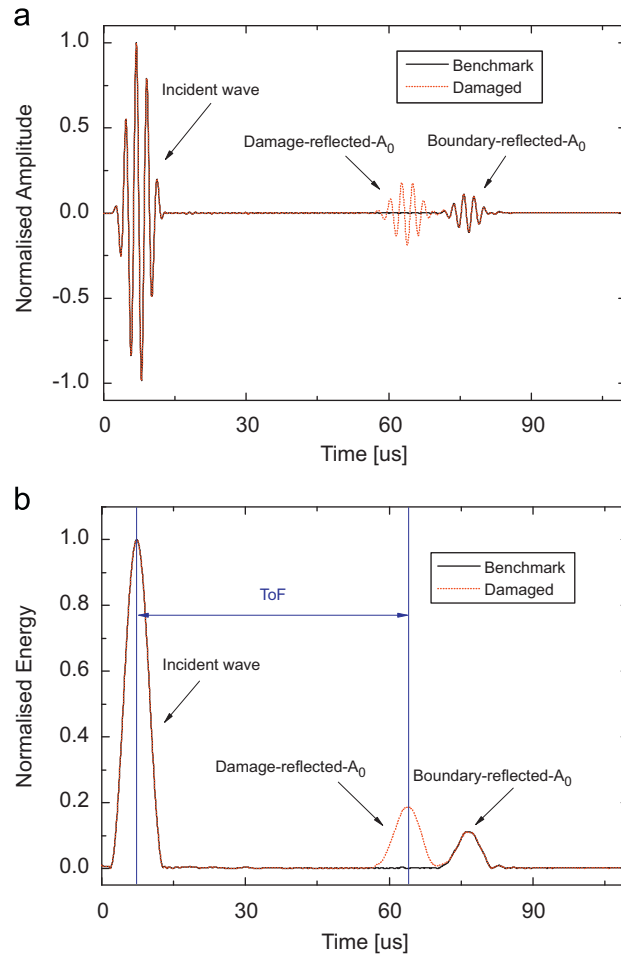 a
1.0
0.5
0.0
-0.5
-1.0
Normalised Amplitude
Incident wave
Benchmark
Damaged
Damage-reflected-A0
Boundary-reflected-A0
0
30
60
90
Time [us]
b
1.0
0.8
0.6
0.4
0.2
0.0
Normalised Energy
ToF
Benchmark
Damaged
Incident wave
Damage-reflected-A0
Boundary-reflected-A0
0
30
60
90
Time [us]